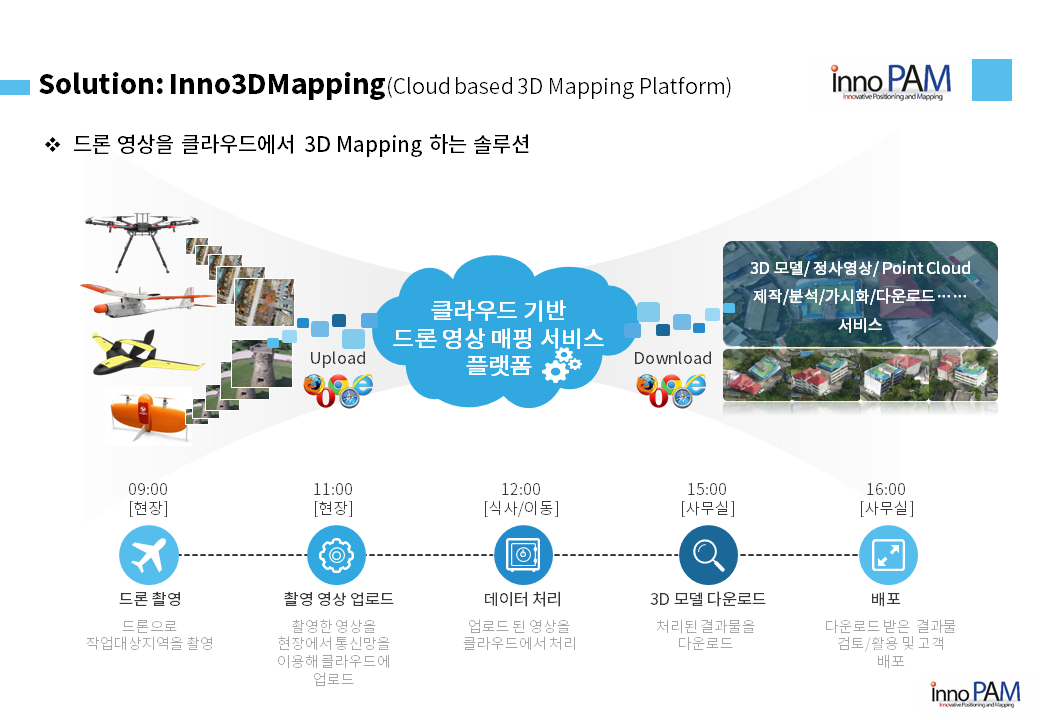 Solution: Inno3DMapping(Cloud based 3D Mapping Platform)
inno PAM
Innovative Positioning and Mapping
❖ 드론 영상을 클라우드에서 3D Mapping 하는 솔루션
클라우드 기반
드론 영상 매핑 서비스
플랫폼
Upload
Download
3D 모델/ 정사영상/ Point Cloud
제작/분석/가시화/다운로드……
서비스
09:00
[현장]
드론 촬영
드론으로
작업대상지역을 촬영
11:00
[현장]
촬영 영상 업로드
촬영한 영상을
현장에서 통신망을
이용해 클라우드에
업로드
12:00
[식사/이동]
데이터 처리
업로드 된 영상을
클라우드에서 처리
15:00
[사무실]
3D 모델 다운로드
처리된 결과물을
다운로드
16:00
[사무실]
배포
다운로드 받은 결과물
검토/활용 및 고객
배포
inno PAM
Innovative Positioning and Mapping